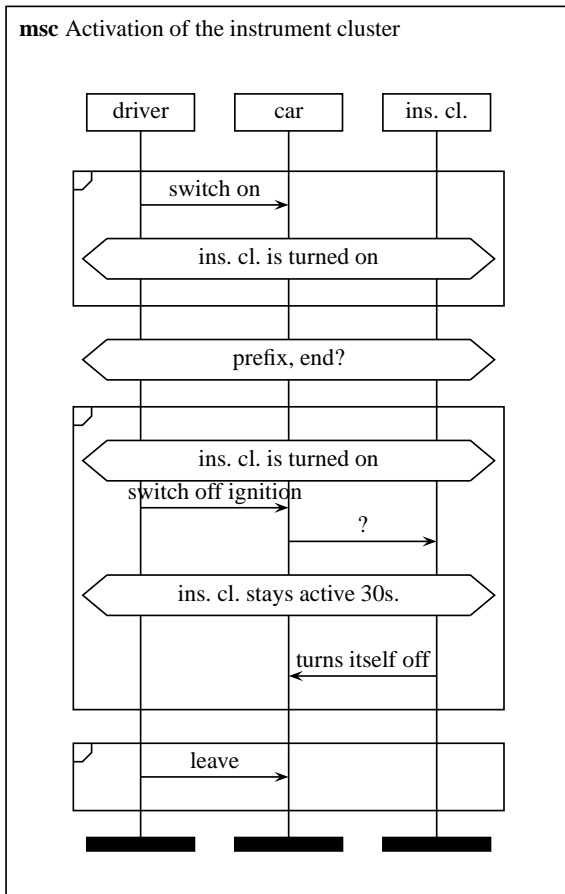 msc Activation of the instrument cluster
driver car ins. cl.
switch on
ins. cl. is turned on
prefix, end?
ins. cl. is turned on
switch off ignition
?
ins. cl. stays active 30s.
turns itself off
leave